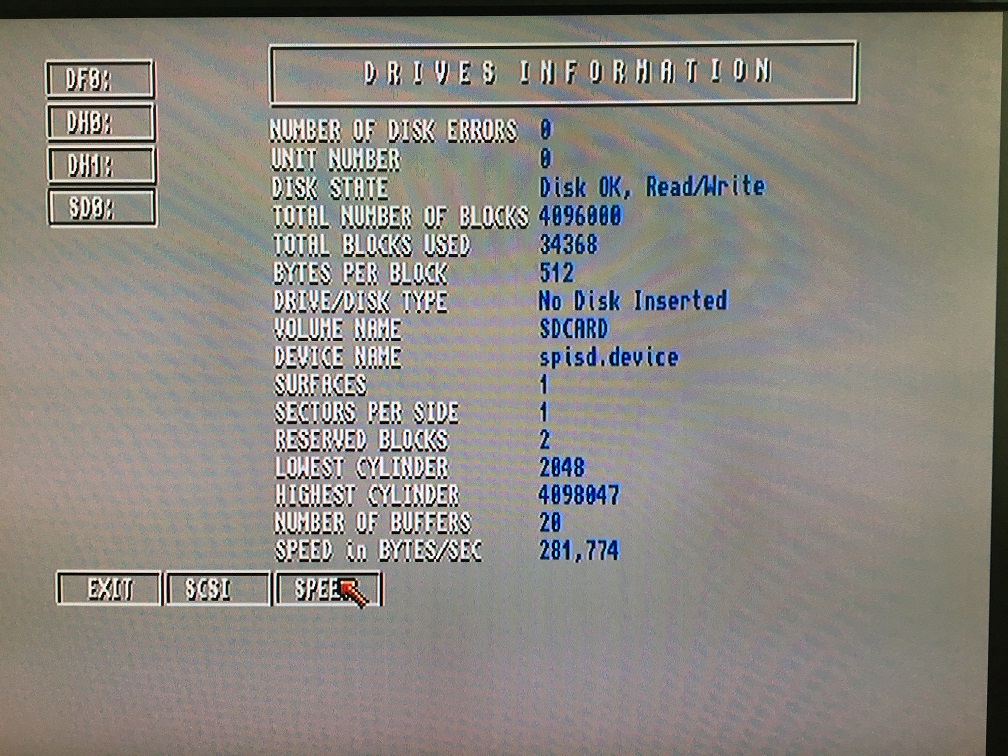 DRIVES INFORMATION
DF0:
DH0:
DH1:
SD0:
NUMBER OF DISK ERRORS 0
UNIT NUMBER 0
DISK STATE Disk OK, Read/Write
TOTAL NUMBER OF BLOCKS 4096000
TOTAL BLOCKS USED 34368
BYTES PER BLOCK 512
DRIVE/DISK TYPE No Disk Inserted
VOLUME NAME SDCARD
DEVICE NAME spisd.device
SURFACES 1
SECTORS PER SIDE 1
RESERVED BLOCKS 2
LOWEST CYLINDER 2048
HIGHEST CYLINDER 4098047
NUMBER OF BUFFERS 20
SPEED in BYTES/SEC 281,774
EXIT SCSI SPEED